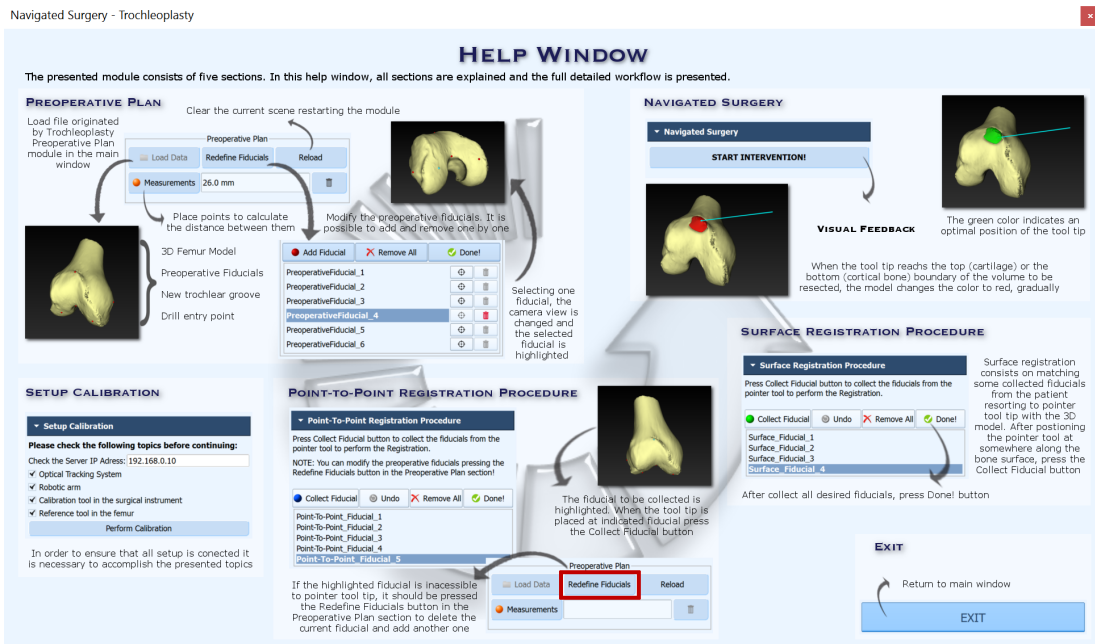 Navigated Surgery - Trochleoplasty
x
HELP WINDOW
The presented module consists of five sections. In this help window, all sections are explained and the full detailed workflow is presented.
PREOPERATIVE PLAN
Clear the current scene restarting the module
Load file originated
by Trochleoplasty
Preoperative Plan
module in the main
window
Preoperative Plan
Load Data
Redefine Fiducials
Reload
Measurements
26.0 mm
Place points to calculate
the distance between them
Modify the preoperative fiducials. It is
possible to add and remove one by one
3D Femur Model
Preoperative Fiducials
New trochlear groove
Drill entry point
Add Fiducial
Remove All
Done!
PreoperativeFiducial_1
PreoperativeFiducial_2
PreoperativeFiducial_3
PreoperativeFiducial_4
PreoperativeFiducial_5
PreoperativeFiducial_6
Selecting one
fiducial, the
camera view is
changed and
the selected
fiducial is
highlighted
NAVIGATED SURGERY
Navigated Surgery
START INTERVENTION!
VISUAL FEEDBACK
The green color indicates an
optimal position of the tool tip
When the tool tip reachs the top (cartilage) or the
bottom (cortical bone) boundary of the volume to be
resected, the model changes the color to red, gradually
SETUP CALIBRATION
Setup Calibration
Please check the following topics before continuing:
Check the Server IP Adress: 192.168.0.10
Optical Tracking System
Robotic arm
Calibration tool in the surgical instrument
Reference tool in the femur
Perform Calibration
In order to ensure that all setup is conected it
is necessary to accomplish the presented topics
POINT-TO-POINT REGISTRATION PROCEDURE
Point-To-Point Registration Procedure
Press Collect Fiducial button to collect the fiducials from the
pointer tool to perform the Registration.
NOTE: You can modify the preoperative fiducials pressing the
Redefine Fiducials button in the Preoperative Plan section!
Collect Fiducial
Undo
Remove All
Done!
Point-To-Point_Fiducial_1
Point-To-Point_Fiducial_2
Point-To-Point_Fiducial_3
Point-To-Point_Fiducial_4
Point-To-Point_Fiducial_5
The fiducial to be collected is
highlighted. When the tool tip is
placed at indicated fiducial press
the Collect Fiducial button
If the highlighted fiducial is inacessible
to pointer tool tip, it should be pressed
the Redefine Fiducials button in the
Preoperative Plan section to delete the
current fiducial and add another one
Preoperative Plan
Load Data
Redefine Fiducials
Reload
Measurements
SURFACE REGISTRATION PROCEDURE
Surface Registration Procedure
Press Collect Fiducial button to collect the fiducials from the
pointer tool to perform the Registration.
Collect Fiducial
Undo
Remove All
Done!
Surface_Fiducial_1
Surface_Fiducial_2
Surface_Fiducial_3
Surface_Fiducial_4
Surface registration
consists on matching
some collected fiducials
from the patient
resorting to pointer
tool tip with the 3D
model. After postioning
the pointer tool at
somewhere along the
bone surface, press the
Collect Fiducial button
After collect all desired fiducials, press Done! button
EXIT
Return to main window
EXIT